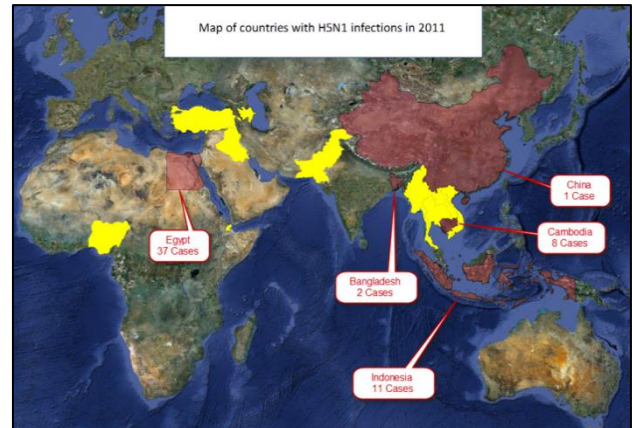 Map of countries with H5N1 infections in 2011
China
1 Case
Egypt
37 Cases
Cambodia
8 Cases
Bangladesh
2 Cases
Indonesia
11 Cases